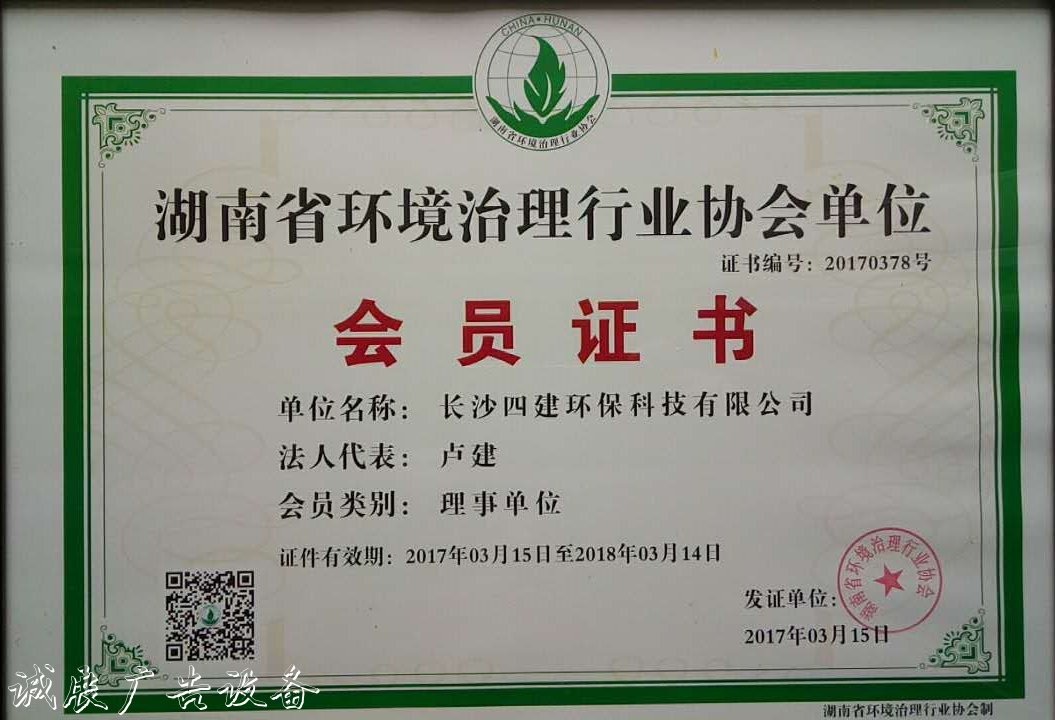 CHINA·HUNAN
湖南省环境治理行业协会
湖南省环境治理行业协会单位
证书编号：20170378号
会员证书
单位名称：长沙四建环保科技有限公司
法人代表：卢建
会员类别：理事单位
证件有效期：2017年03月15日至2018年03月14日
湖南省环境治理行业协会
发证单位：
2017年03月15日
诚展广告设备
湖南省环境治理行业协会制